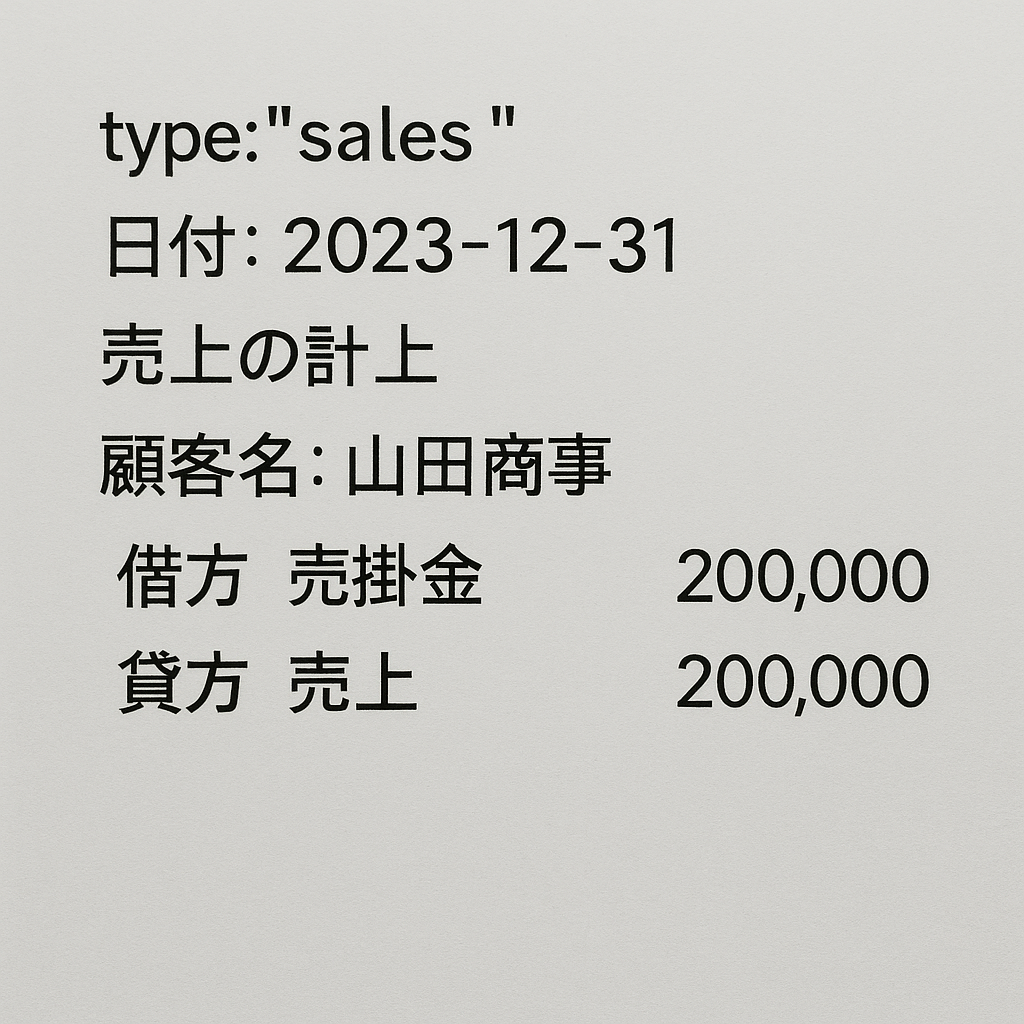 type:"sales "
日付: 2023-12-31
売上の計上
顧客名: 山田商事
借方 売掛金 200,000
貸方 売上 200,000